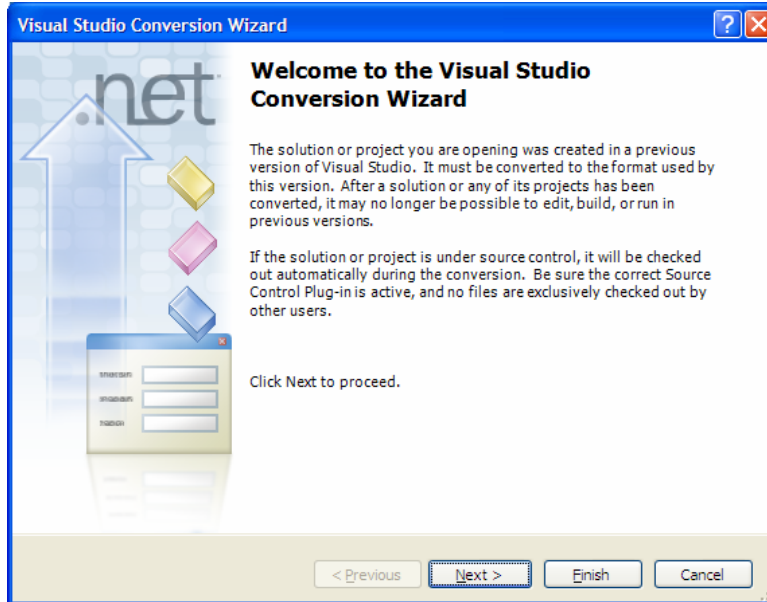 Visual Studio Conversion Wizard
.net
Welcome to the Visual Studio
Conversion Wizard
The solution or project you are opening was created in a previous
version of Visual Studio. It must be converted to the format used by
this version. After a solution or any of its projects has been
converted, it may no longer be possible to edit, build, or run in
previous versions.
If the solution or project is under source control, it will be checked
out automatically during the conversion. Be sure the correct Source
Control Plug-in is active, and no files are exclusively checked out by
other users.
Click Next to proceed.
< Previous Next > Finish Cancel